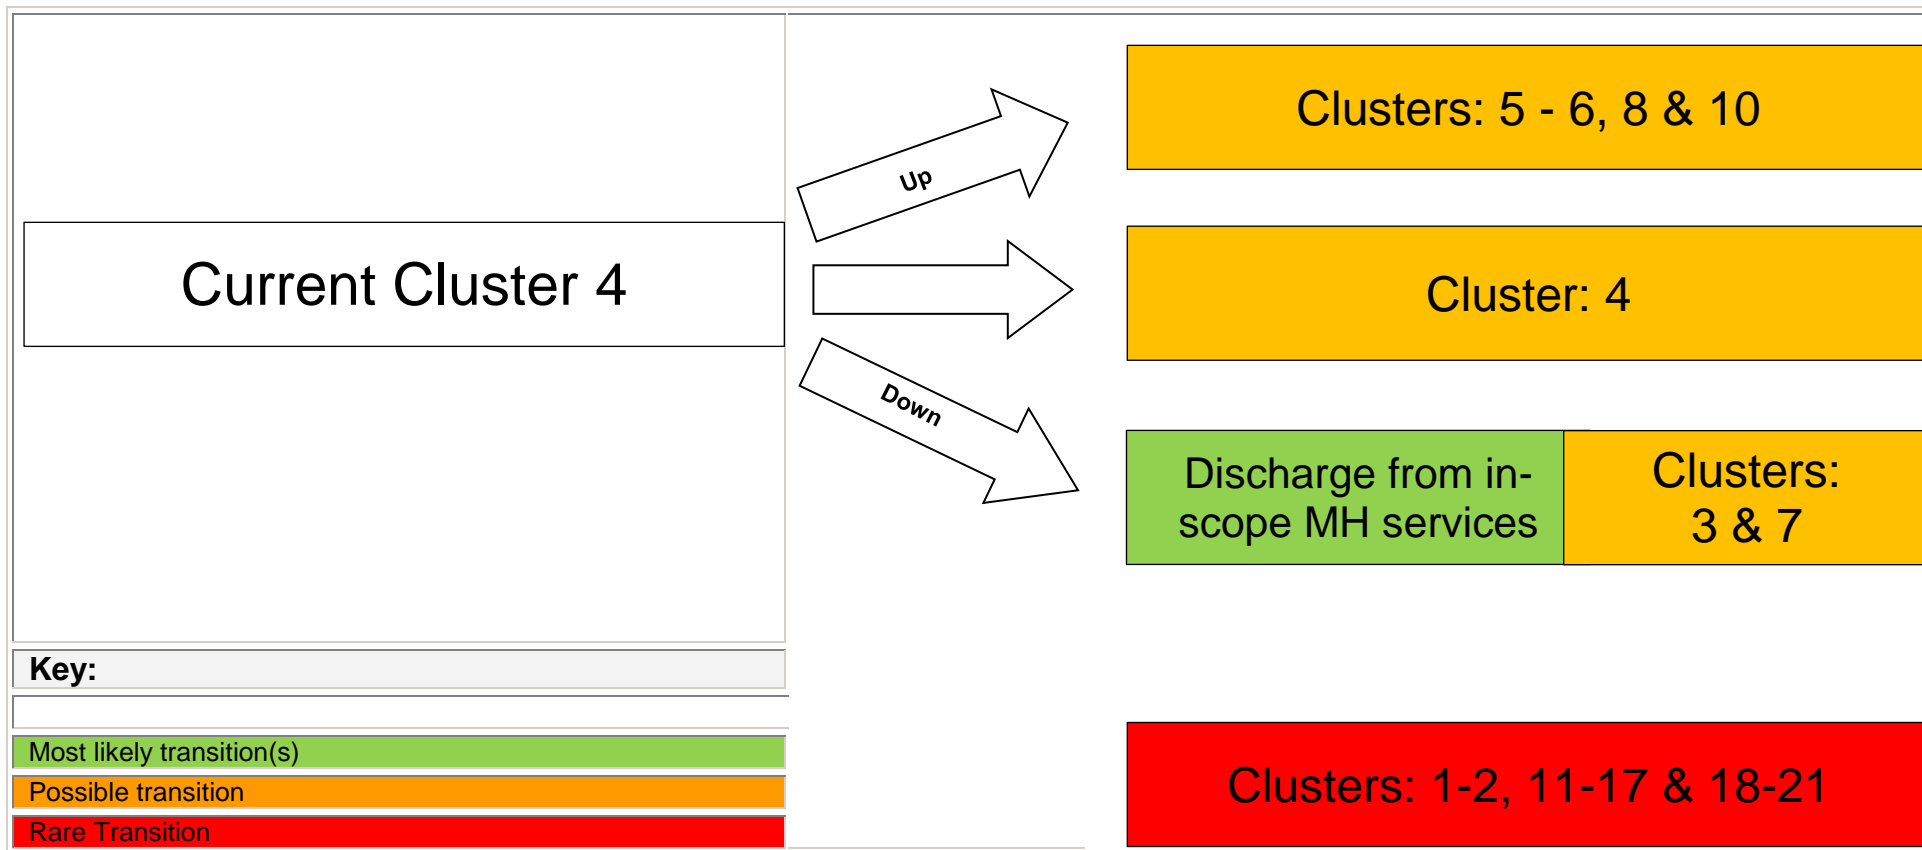 Current Cluster 4
Up
Down
Clusters: 5 - 6, 8 & 10
Cluster: 4
Discharge from in-
scope MH services
Clusters:
3 & 7
Clusters: 1-2, 11-17 & 18-21
Key:
Most likely transition(s)
Possible transition
Rare Transition